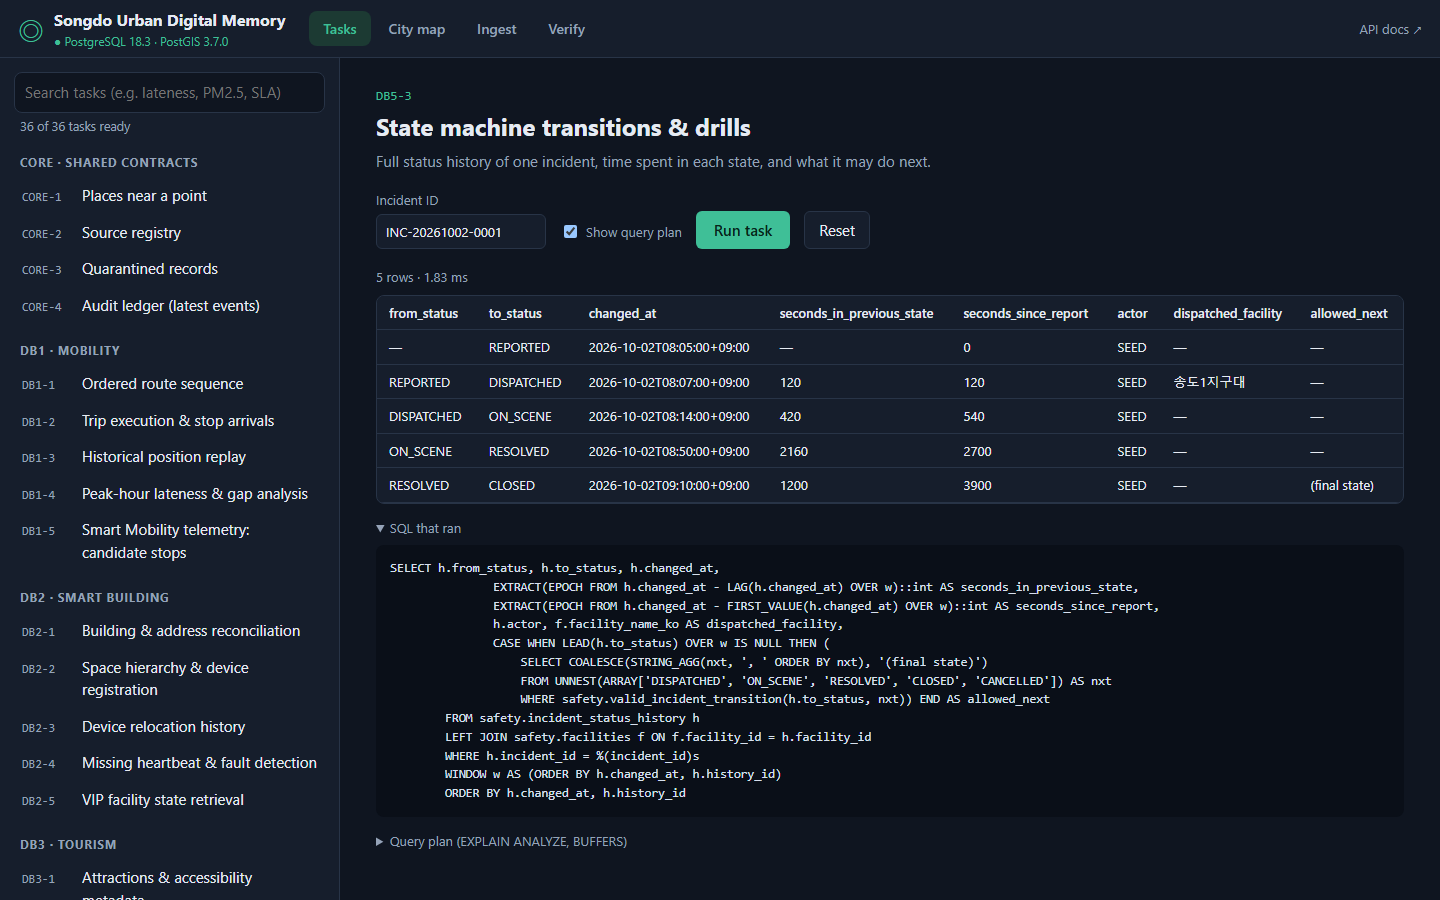 Songdo Urban Digital Memory
● PostgreSQL 18.3 · PostGIS 3.7.0
Tasks
City map
Ingest
Verify
API docs ↗
Search tasks (e.g. lateness, PM2.5, SLA)
36 of 36 tasks ready
CORE · SHARED CONTRACTS
CORE-1 Places near a point
CORE-2 Source registry
CORE-3 Quarantined records
CORE-4 Audit ledger (latest events)
DB1 · MOBILITY
DB1-1 Ordered route sequence
DB1-2 Trip execution & stop arrivals
DB1-3 Historical position replay
DB1-4 Peak-hour lateness & gap analysis
DB1-5 Smart Mobility telemetry:
candidate stops
DB2 · SMART BUILDING
DB2-1 Building & address reconciliation
DB2-2 Space hierarchy & device
registration
DB2-3 Device relocation history
DB2-4 Missing heartbeat & fault detection
DB2-5 VIP facility state retrieval
DB3 · TOURISM
DB3-1 Attractions & accessibility
metadata
DB5-3
State machine transitions & drills
Full status history of one incident, time spent in each state, and what it may do next.
Incident ID
INC-20261002-0001
Show query plan
Run task
Reset
5 rows · 1.83 ms
from_status to_status changed_at seconds_in_previous_state seconds_since_report actor dispatched_facility allowed_next
— REPORTED 2026-10-02T08:05:00+09:00 — 0 SEED — —
REPORTED DISPATCHED 2026-10-02T08:07:00+09:00 120 120 SEED 송도1지구대 —
DISPATCHED ON_SCENE 2026-10-02T08:14:00+09:00 420 540 SEED — —
ON_SCENE RESOLVED 2026-10-02T08:50:00+09:00 2160 2700 SEED — —
RESOLVED CLOSED 2026-10-02T09:10:00+09:00 1200 3900 SEED — (final state)
▼ SQL that ran
SELECT h.from_status, h.to_status, h.changed_at,
EXTRACT(EPOCH FROM h.changed_at - LAG(h.changed_at) OVER w)::int AS seconds_in_previous_state,
EXTRACT(EPOCH FROM h.changed_at - FIRST_VALUE(h.changed_at) OVER w)::int AS seconds_since_report,
h.actor, f.facility_name_ko AS dispatched_facility,
CASE WHEN LEAD(h.to_status) OVER w IS NULL THEN (
SELECT COALESCE(STRING_AGG(nxt, ', ' ORDER BY nxt), '(final state)')
FROM UNNEST(ARRAY['DISPATCHED', 'ON_SCENE', 'RESOLVED', 'CLOSED', 'CANCELLED']) AS nxt
WHERE safety.valid_incident_transition(h.to_status, nxt)) END AS allowed_next
FROM safety.incident_status_history h
LEFT JOIN safety.facilities f ON f.facility_id = h.facility_id
WHERE h.incident_id = %(incident_id)s
WINDOW w AS (ORDER BY h.changed_at, h.history_id)
ORDER BY h.changed_at, h.history_id
▶ Query plan (EXPLAIN ANALYZE, BUFFERS)